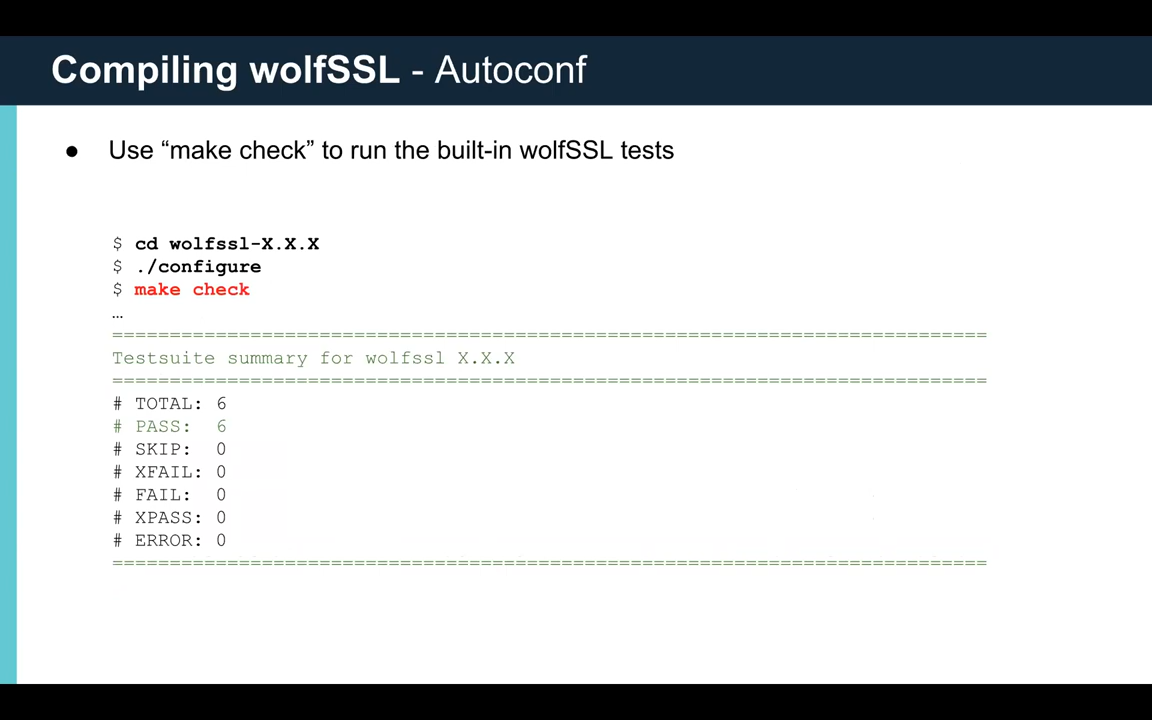 Compiling wolfSSL - Autoconf
● Use “make check” to run the built-in wolfSSL tests
$ cd wolfssl-X.X.X
$ ./configure
$ make check
…
============================================================================
Testsuite summary for wolfssl X.X.X
============================================================================
# TOTAL: 6
# PASS:  6
# SKIP:  0
# XFAIL: 0
# FAIL:  0
# XPASS: 0
# ERROR: 0
============================================================================